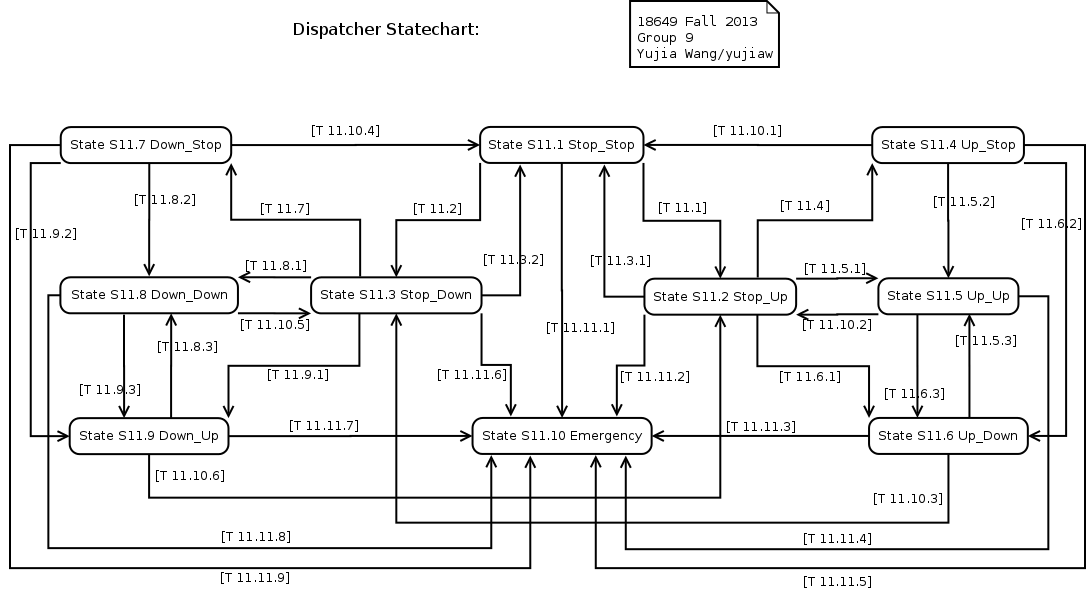 Dispatcher Statechart:
18649 Fall 2013
Group 9
Yujia Wang/yujiaw
[T 11.10.4]
[T 11.10.1]
State S11.7 Down_Stop
State S11.1 Stop_Stop
State S11.4 Up_Stop
[T 11.8.2]
[T 11.7]
[T 11.2]
[T 11.1]
[T 11.4]
[T 11.5.2]
[T 11.9.2]
[T 11.6.2]
[T 11.3.2]
[T 11.3.1]
[T 11.8.1]
[T 11.5.1]
State S11.8 Down_Down
State S11.3 Stop_Down
State S11.2 Stop_Up
State S11.5 Up_Up
[T 11.10.5]
[T 11.11.1]
[T 11.10.2]
[T 11.8.3]
[T 11.5.3]
[T 11.9.1]
[T 11.11.6]
[T 11.11.2]
[T 11.6.1]
[T 11.9.3]
[T 11.6.3]
[T 11.11.7]
[T 11.11.3]
State S11.9 Down_Up
State S11.10 Emergency
State S11.6 Up_Down
[T 11.10.6]
[T 11.10.3]
[T 11.11.8]
[T 11.11.4]
[T 11.11.9]
[T 11.11.5]